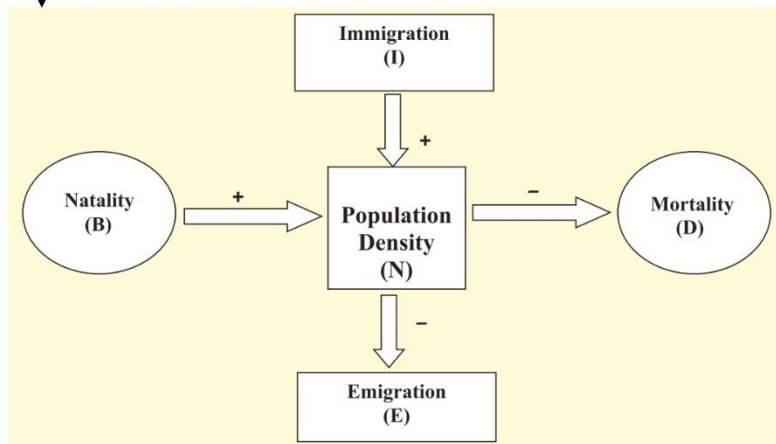 Immigration
(I)
+
Natality
(B)
+
Population
Density
(N)
–
Mortality
(D)
–
Emigration
(E)